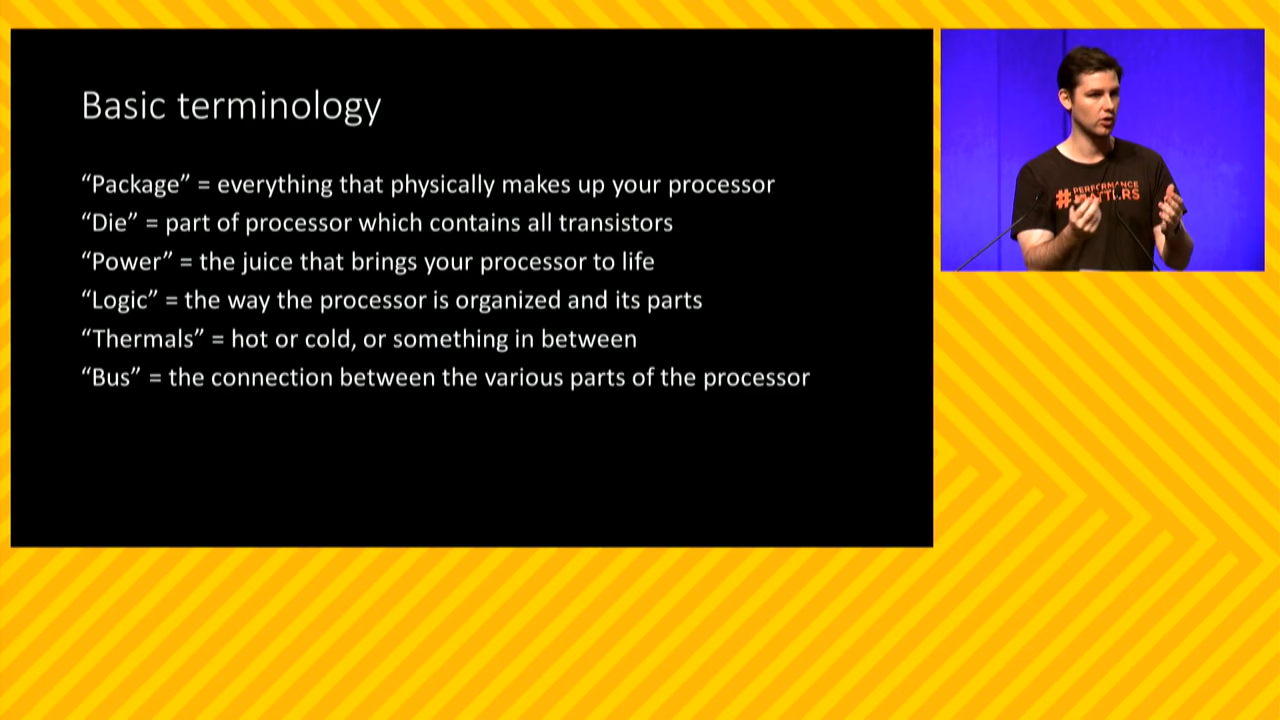 Basic terminology
“Package” = everything that physically makes up your processor
“Die” = part of processor which contains all transistors
“Power” = the juice that brings your processor to life
“Logic” = the way the processor is organized and its parts
“Thermals” = hot or cold, or something in between
“Bus” = the connection between the various parts of the processor
PERFORMANCE
#MATTERS